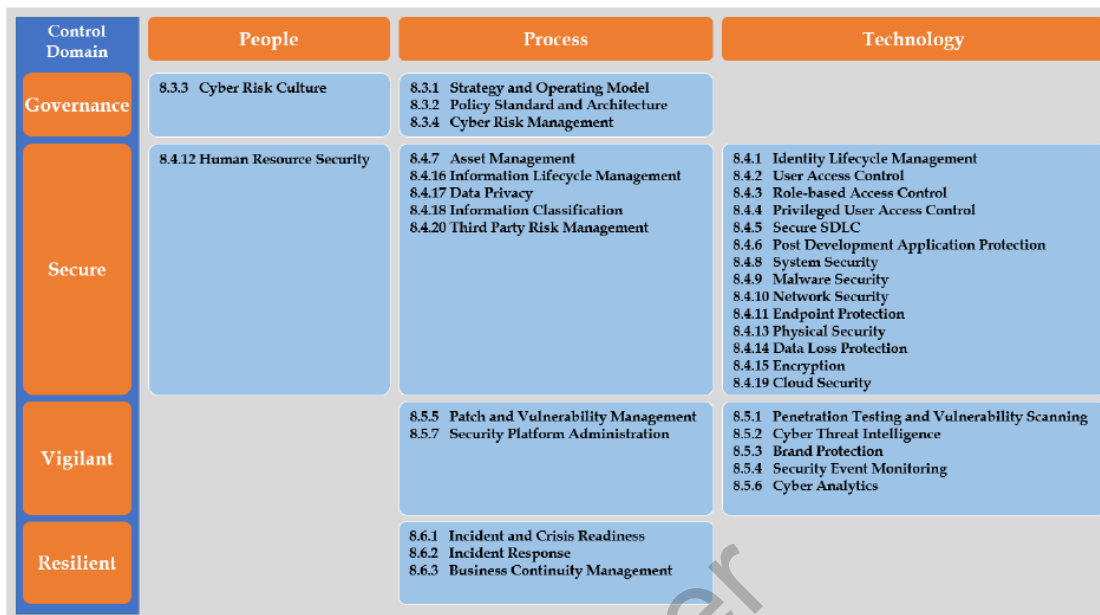 Control
Domain
People
Process
Technology
Governance
8.3.3 Cyber Risk Culture
8.3.1 Strategy and Operating Model
8.3.2 Policy Standard and Architecture
8.3.4 Cyber Risk Management
Secure
8.4.12 Human Resource Security
8.4.7 Asset Management
8.4.16 Information Lifecycle Management
8.4.17 Data Privacy
8.4.18 Information Classification
8.4.20 Third Party Risk Management
8.4.1 Identity Lifecycle Management
8.4.2 User Access Control
8.4.3 Role-based Access Control
8.4.4 Privileged User Access Control
8.4.5 Secure SDLC
8.4.6 Post Development Application Protection
8.4.8 System Security
8.4.9 Malware Security
8.4.10 Network Security
8.4.11 Endpoint Protection
8.4.13 Physical Security
8.4.14 Data Loss Protection
8.4.15 Encryption
8.4.19 Cloud Security
Vigilant
8.5.5 Patch and Vulnerability Management
8.5.7 Security Platform Administration
8.5.1 Penetration Testing and Vulnerability Scanning
8.5.2 Cyber Threat Intelligence
8.5.3 Brand Protection
8.5.4 Security Event Monitoring
8.5.6 Cyber Analytics
Resilient
8.6.1 Incident and Crisis Readiness
8.6.2 Incident Response
8.6.3 Business Continuity Management